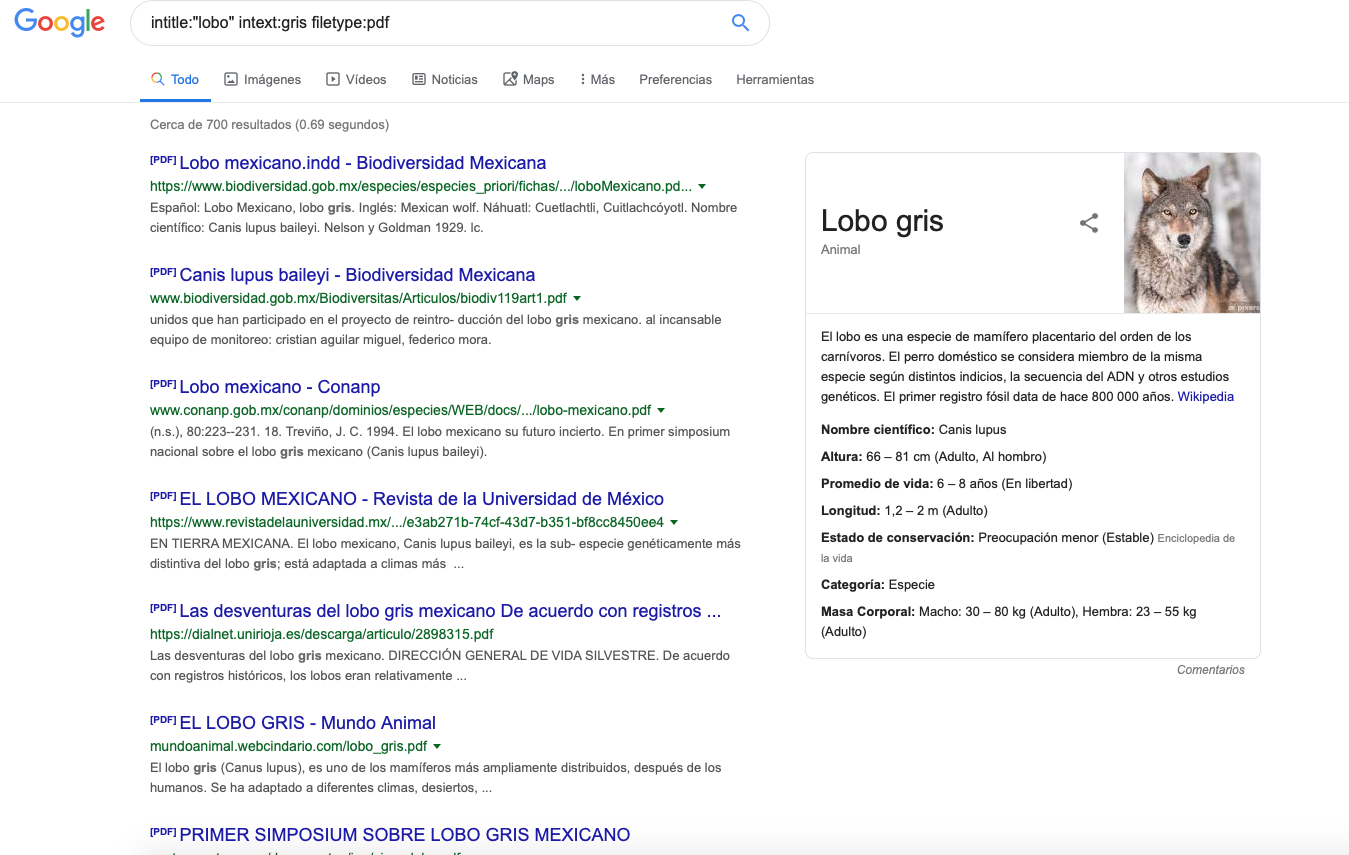 Google
intitle:"lobo" intext:gris filetype:pdf
Todo Imágenes Vídeos Noticias Maps Más Preferencias Herramientas
Cerca de 700 resultados (0.69 segundos)
[PDF] Lobo mexicano.indd - Biodiversidad Mexicana
https://www.biodiversidad.gob.mx/especies/especies_priori/fichas/.../loboMexicano.pd...
Español: Lobo Mexicano, lobo gris. Inglés: Mexican wolf. Náhuatl: Cuetlachtli, Cuitlachcóyotl. Nombre
científico: Canis lupus baileyi. Nelson y Goldman 1929. Ic.
[PDF] Canis lupus baileyi - Biodiversidad Mexicana
www.biodiversidad.gob.mx/Biodiversitas/Articulos/biodiv119art1.pdf
unidos que han participado en el proyecto de reintro- ducción del lobo gris mexicano. al incansable
equipo de monitoreo: cristian aguilar miguel, federico mora.
[PDF] Lobo mexicano - Conanp
www.conanp.gob.mx/conanp/dominios/especies/WEB/docs/.../lobo-mexicano.pdf
(n.s.), 80:223--231. 18. Treviño, J. C. 1994. El lobo mexicano su futuro incierto. En primer simposium
nacional sobre el lobo gris mexicano (Canis lupus baileyi).
[PDF] EL LOBO MEXICANO - Revista de la Universidad de México
https://www.revistadelauniversidad.mx/.../e3ab271b-74cf-43d7-b351-bf8cc8450ee4
EN TIERRA MEXICANA. El lobo mexicano, Canis lupus baileyi, es la sub- especie genéticamente más
distintiva del lobo gris; está adaptada a climas más ...
[PDF] Las desventuras del lobo gris mexicano De acuerdo con registros ...
https://dialnet.unirioja.es/descarga/articulo/2898315.pdf
Las desventuras del lobo gris mexicano. DIRECCIÓN GENERAL DE VIDA SILVESTRE. De acuerdo
con registros históricos, los lobos eran relativamente ...
[PDF] EL LOBO GRIS - Mundo Animal
mundoanimal.webcindario.com/lobo_gris.pdf
El lobo gris (Canus lupus), es uno de los mamíferos más ampliamente distribuidos, después de los
humanos. Se ha adaptado a diferentes climas, desiertos, ...
[PDF] PRIMER SIMPOSIUM SOBRE LOBO GRIS MEXICANO
Lobo gris
Animal
El lobo es una especie de mamífero placentario del orden de los
carnívoros. El perro doméstico se considera miembro de la misma
especie según distintos indicios, la secuencia del ADN y otros estudios
genéticos. El primer registro fósil data de hace 800 000 años. Wikipedia
Nombre científico: Canis lupus
Altura: 66 – 81 cm (Adulto, Al hombro)
Promedio de vida: 6 – 8 años (En libertad)
Longitud: 1,2 – 2 m (Adulto)
Estado de conservación: Preocupación menor (Estable) Enciclopedia de
la vida
Categoría: Especie
Masa Corporal: Macho: 30 – 80 kg (Adulto), Hembra: 23 – 55 kg
(Adulto)
Comentarios